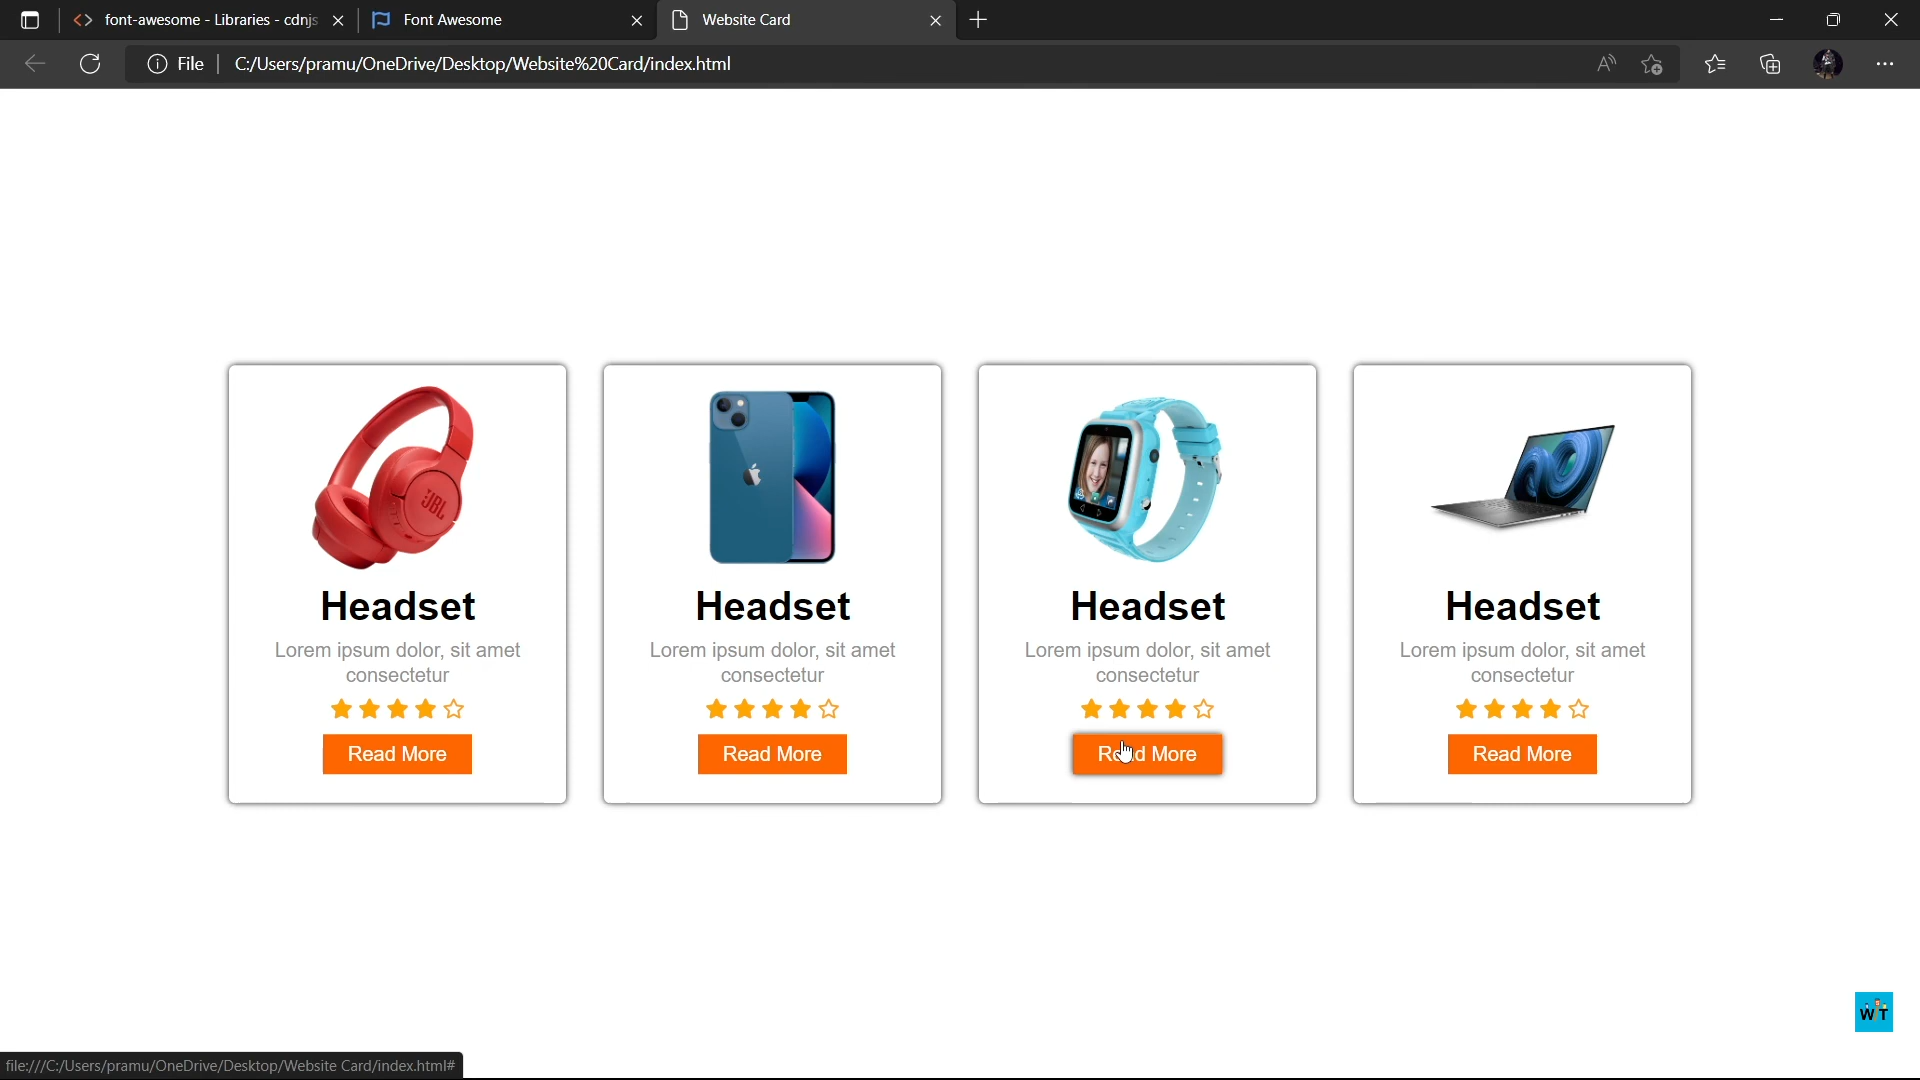 font-awesome - Libraries - cdnjs
Font Awesome
Website Card
File
C:/Users/pramu/OneDrive/Desktop/Website%20Card/index.html
JBL
Headset
Lorem ipsum dolor, sit amet
consectetur
Read More
Headset
Lorem ipsum dolor, sit amet
consectetur
Read More
Headset
Lorem ipsum dolor, sit amet
consectetur
Read More
Headset
Lorem ipsum dolor, sit amet
consectetur
Read More
WT
file:///C:/Users/pramu/OneDrive/Desktop/Website Card/index.html#